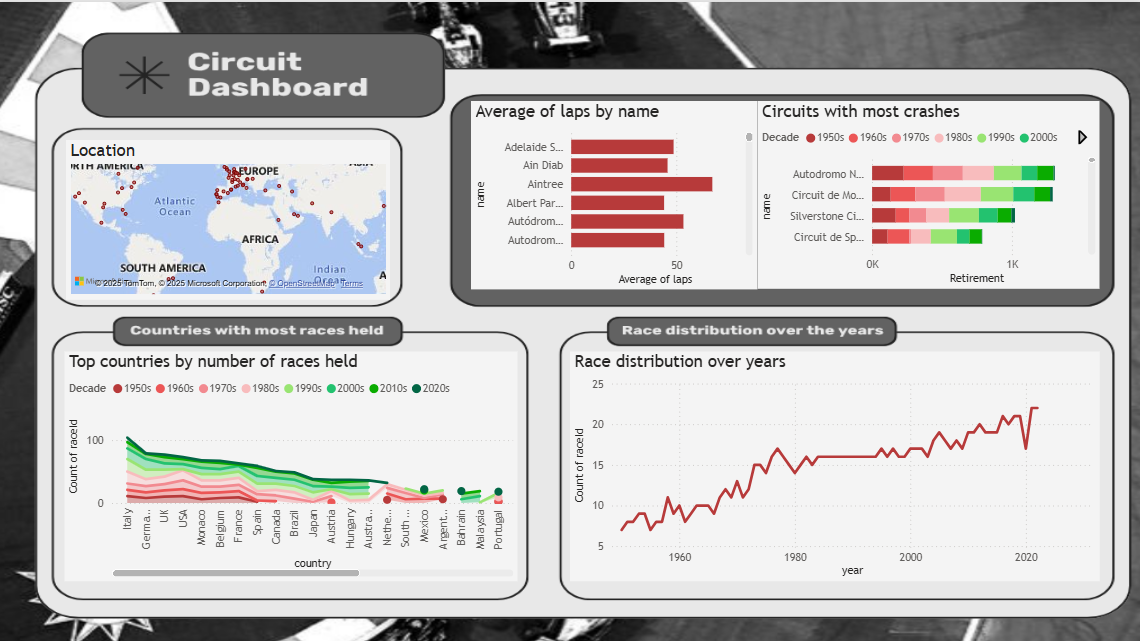 Circuit
Dashboard
Location
EUROPE
Atlantic
Ocean
AFRICA
SOUTH AMERICA
Indian
Ocean
© 2025 TomTom, © 2025 Microsoft Corporation, © OpenStreetMap Terms
Average of laps by name
name
Adelaide S...
Ain Diab
Aintree
Albert Par...
Autódrom...
Autodrom...
0 50
Average of laps
Circuits with most crashes
Decade 1950s 1960s 1970s 1980s 1990s 2000s
name
Autodromo N...
Circuit de Mo...
Silverstone Ci...
Circuit de Sp...
0K 1K
Retirement
Countries with most races held
Top countries by number of races held
Decade 1950s 1960s 1970s 1980s 1990s 2000s 2010s 2020s
Count of raceId
100
0
Italy Germa... UK USA Monaco Belgium France Spain Canada Brazil Japan Austria Hungary Austra... Nethe... South ... Mexico Argent... Bahrain Malaysia Portugal
country
Race distribution over the years
Race distribution over years
Count of raceId
25
20
15
10
5
1960 1980 2000 2020
year